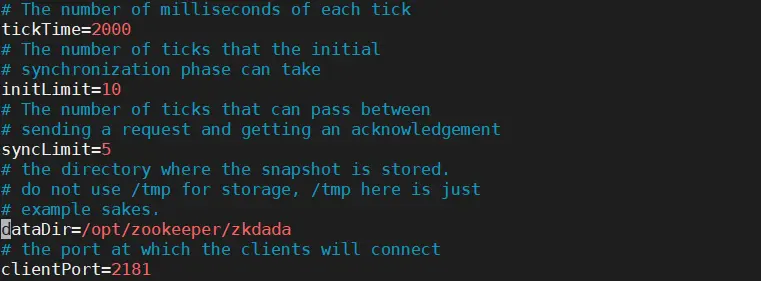 # The number of milliseconds of each tick
tickTime=2000
# The number of ticks that the initial
# synchronization phase can take
initLimit=10
# The number of ticks that can pass between
# sending a request and getting an acknowledgement
syncLimit=5
# the directory where the snapshot is stored.
# do not use /tmp for storage, /tmp here is just
# example sakes.
dataDir=/opt/zookeeper/zkdada
# the port at which the clients will connect
clientPort=2181